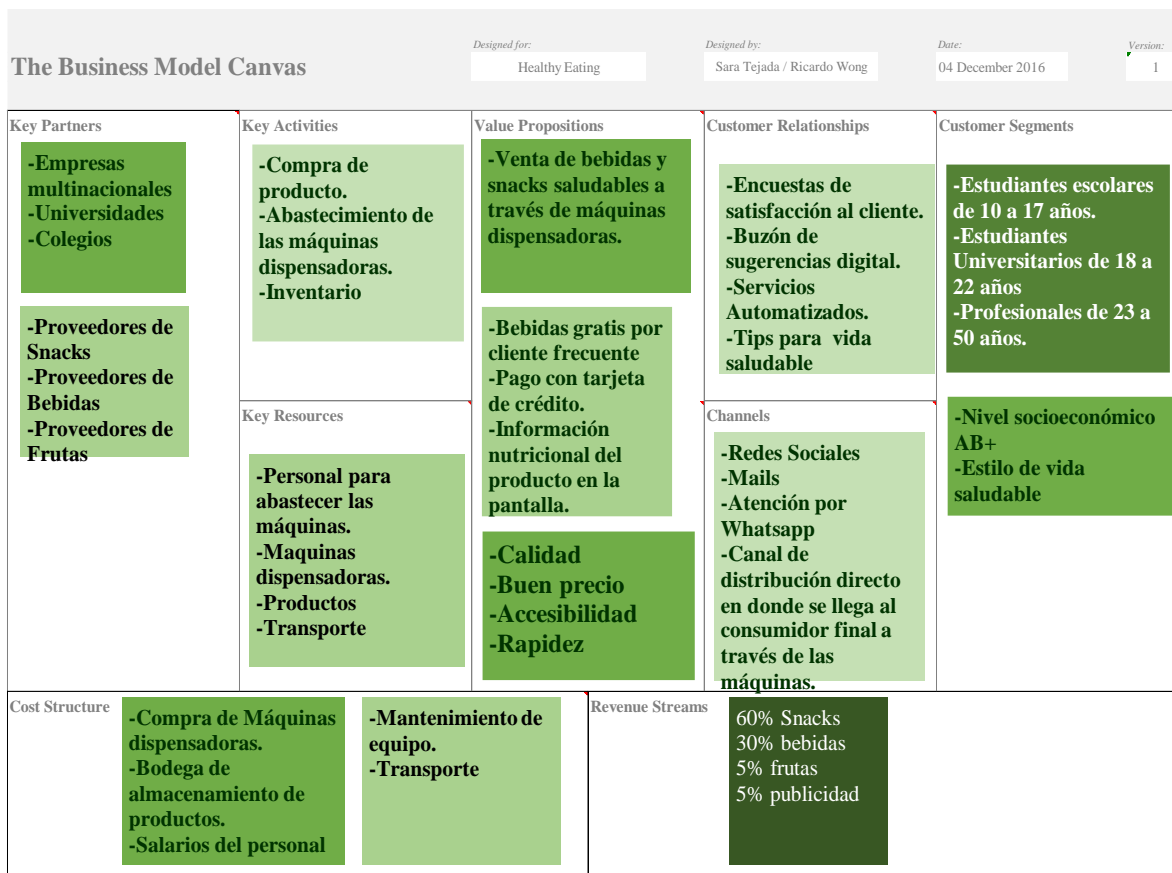 Designed for:
Designed by:
Date:
Version:
The Business Model Canvas
Healthy Eating
Sara Tejada / Ricardo Wong
04 December 2016
1
Key Partners
-Empresas
multinacionales
-Universidades
-Colegios
-Proveedores de
Snacks
-Proveedores de
Bebidas
-Proveedores de
Frutas
Key Activities
-Compra de
producto.
-Abastecimiento de
las máquinas
dispensadoras.
-Inventario
Key Resources
-Personal para
abastecer las
máquinas.
-Maquinas
dispensadoras.
-Productos
-Transporte
Value Propositions
-Venta de bebidas y
snacks saludables a
través de máquinas
dispensadoras.
-Bebidas gratis por
cliente frecuente
-Pago con tarjeta
de crédito.
-Información
nutricional del
producto en la
pantalla.
-Calidad
-Buen precio
-Accesibilidad
-Rapidez
Customer Relationships
-Encuestas de
satisfacción al cliente.
-Buzón de
sugerencias digital.
-Servicios
Automatizados.
-Tips para vida
saludable
Channels
-Redes Sociales
-Mails
-Atención por
Whatsapp
-Canal de
distribución directo
en donde se llega al
consumidor final a
través de las
máquinas.
Customer Segments
-Estudiantes escolares
de 10 a 17 años.
-Estudiantes
Universitarios de 18 a
22 años
-Profesionales de 23 a
50 años.
-Nivel socioeconómico
AB+
-Estilo de vida
saludable
Cost Structure
-Compra de Máquinas
dispensadoras.
-Bodega de
almacenamiento de
productos.
-Salarios del personal
-Mantenimiento de
equipo.
-Transporte
Revenue Streams
60% Snacks
30% bebidas
5% frutas
5% publicidad